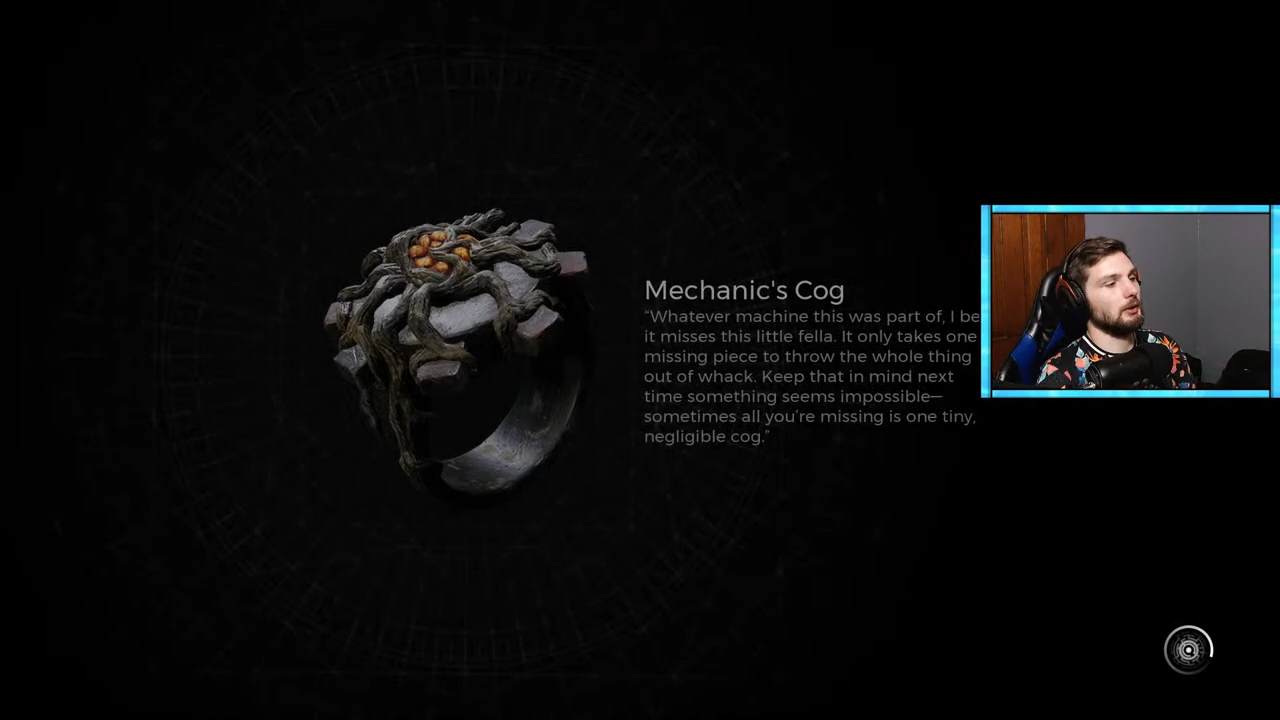 Mechanic's Cog
“Whatever machine this was part of, I be
it misses this little fella. It only takes one
missing piece to throw the whole thing
out of whack. Keep that in mind next
time something seems impossible—
sometimes all you're missing is one tiny,
negligible cog.”